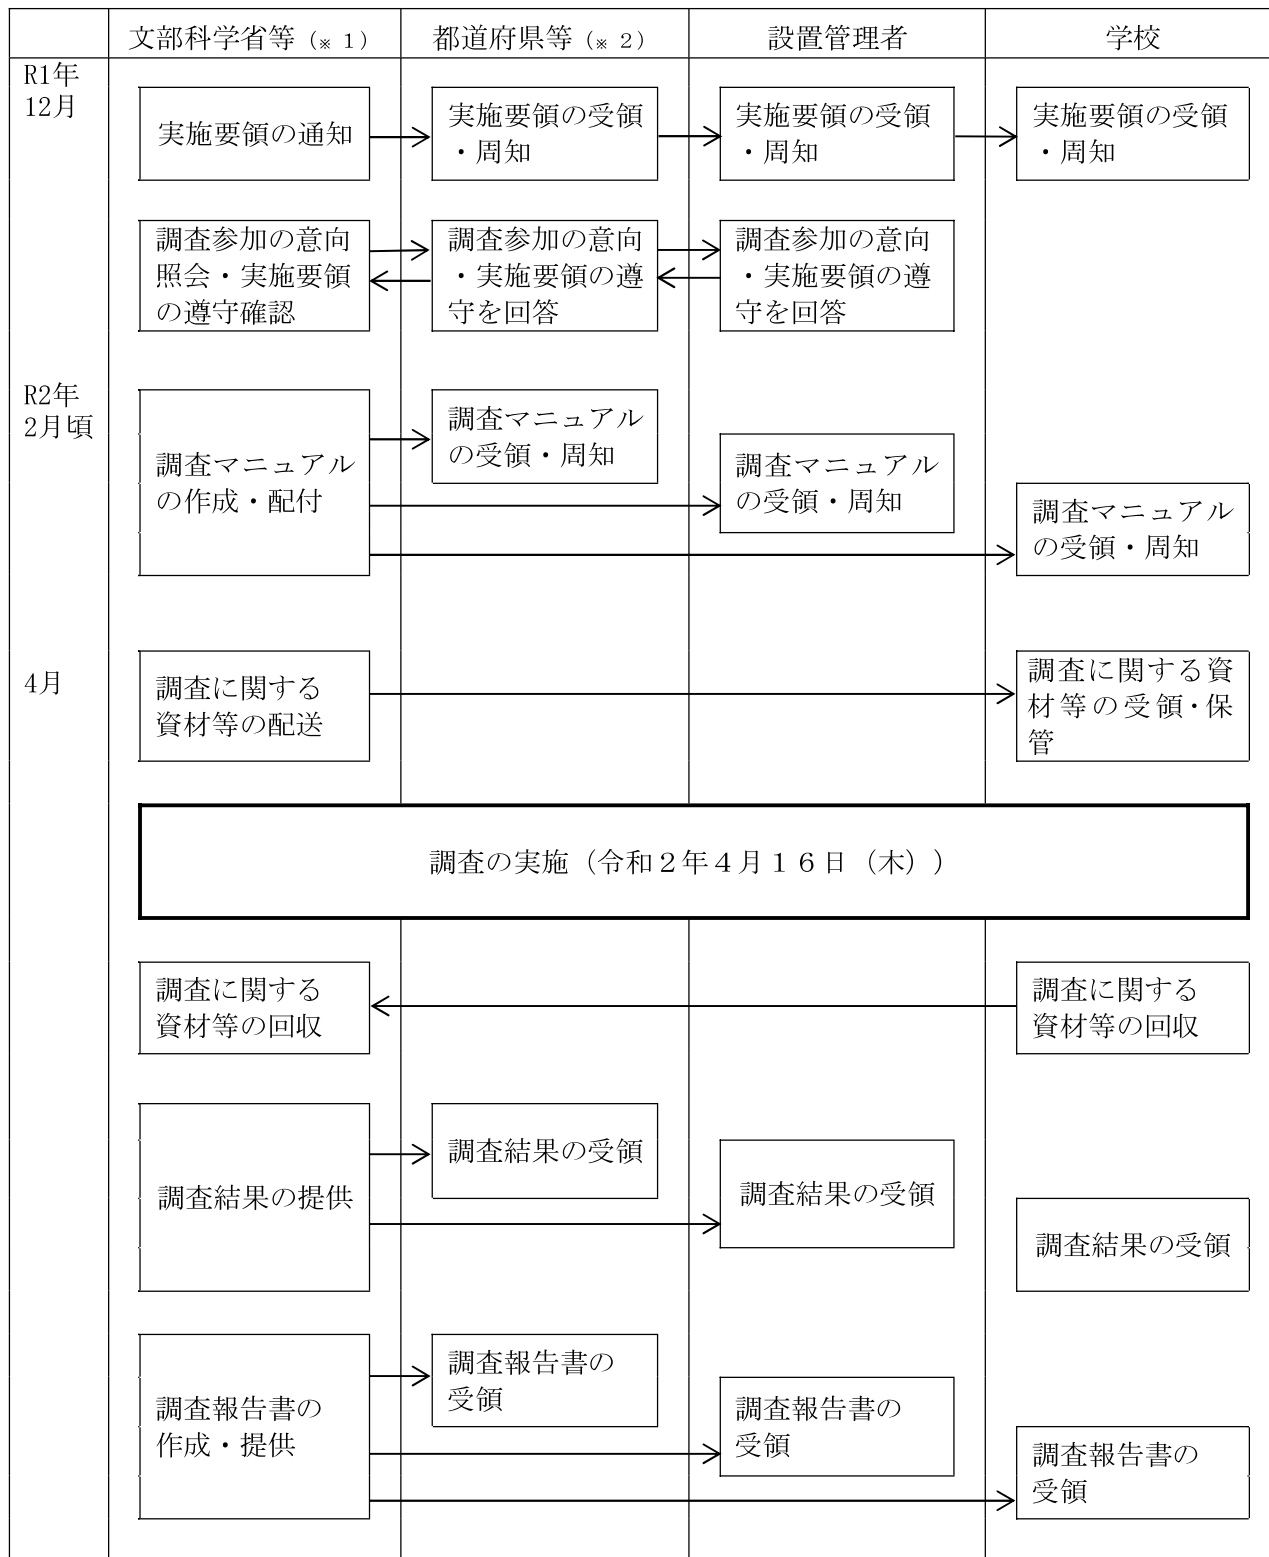 文部科学省等（※ 1）
都道府県等（※ 2）
設置管理者
学校
R1年
12月
実施要領の通知
実施要領の受領
・周知
実施要領の受領
・周知
実施要領の受領
・周知
調査参加の意向
照会・実施要領
の遵守確認
調査参加の意向
・実施要領の遵
守を回答
調査参加の意向
・実施要領の遵
守を回答
R2年
2月頃
調査マニュアル
の作成・配付
調査マニュアル
の受領・周知
調査マニュアル
の受領・周知
調査マニュアル
の受領・周知
4月
調査に関する
資材等の配送
調査に関する資
材等の受領・保
管
調査の実施（令和２年４月１６日（木））
調査に関する
資材等の回収
調査に関する
資材等の回収
調査結果の提供
調査結果の受領
調査結果の受領
調査結果の受領
調査報告書の
作成・提供
調査報告書の
受領
調査報告書の
受領
調査報告書の
受領